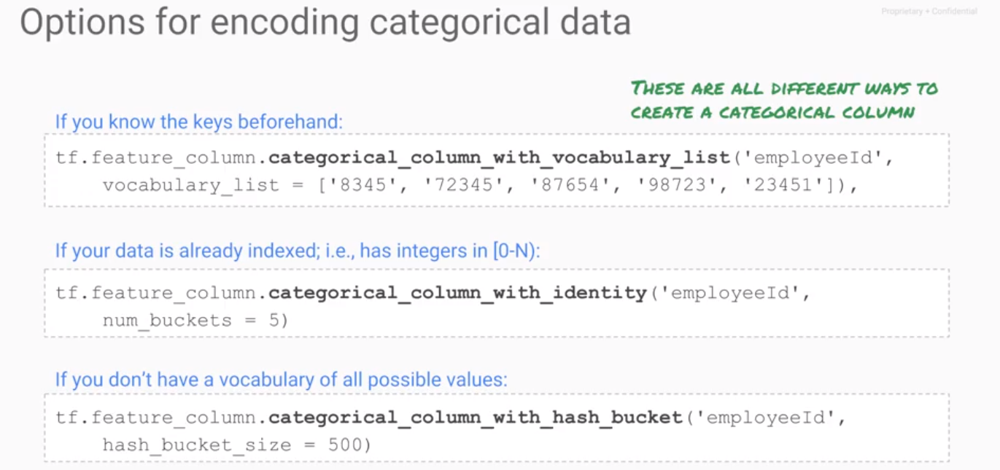 Proprietary + Confidential
Options for encoding categorical data
THESE ARE ALL DIFFERENT WAYS TO
CREATE A CATEGORICAL COLUMN
If you know the keys beforehand:
tf.feature_column.categorical_column_with_vocabulary_list('employeeId',
vocabulary_list = ['8345', '72345', '87654', '98723', '23451']),
If your data is already indexed; i.e., has integers in [0-N):
tf.feature_column.categorical_column_with_identity('employeeId',
num_buckets = 5)
If you don’t have a vocabulary of all possible values:
tf.feature_column.categorical_column_with_hash_bucket('employeeId',
hash_bucket_size = 500)